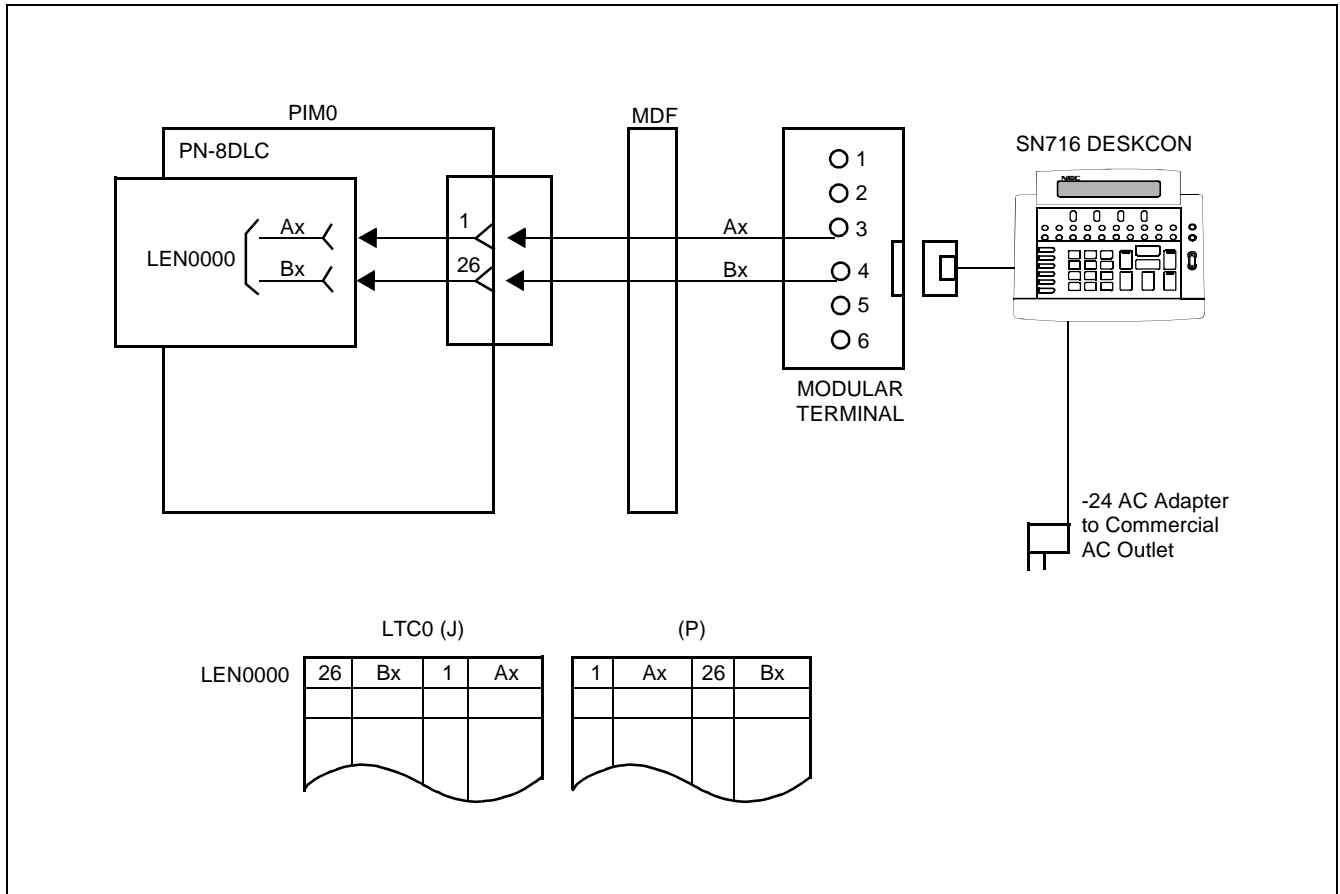 PIM0
MDF
PN-8DLC
SN716 DESKCON
NEC
LEN0000
Ax
Bx
1
26
Ax
Bx
1
2
3
4
5
6
MODULAR
TERMINAL
-24 AC Adapter
to Commercial
AC Outlet
LTC0 (J)
(P)
LEN0000
26 Bx 1 Ax
1 Ax 26 Bx